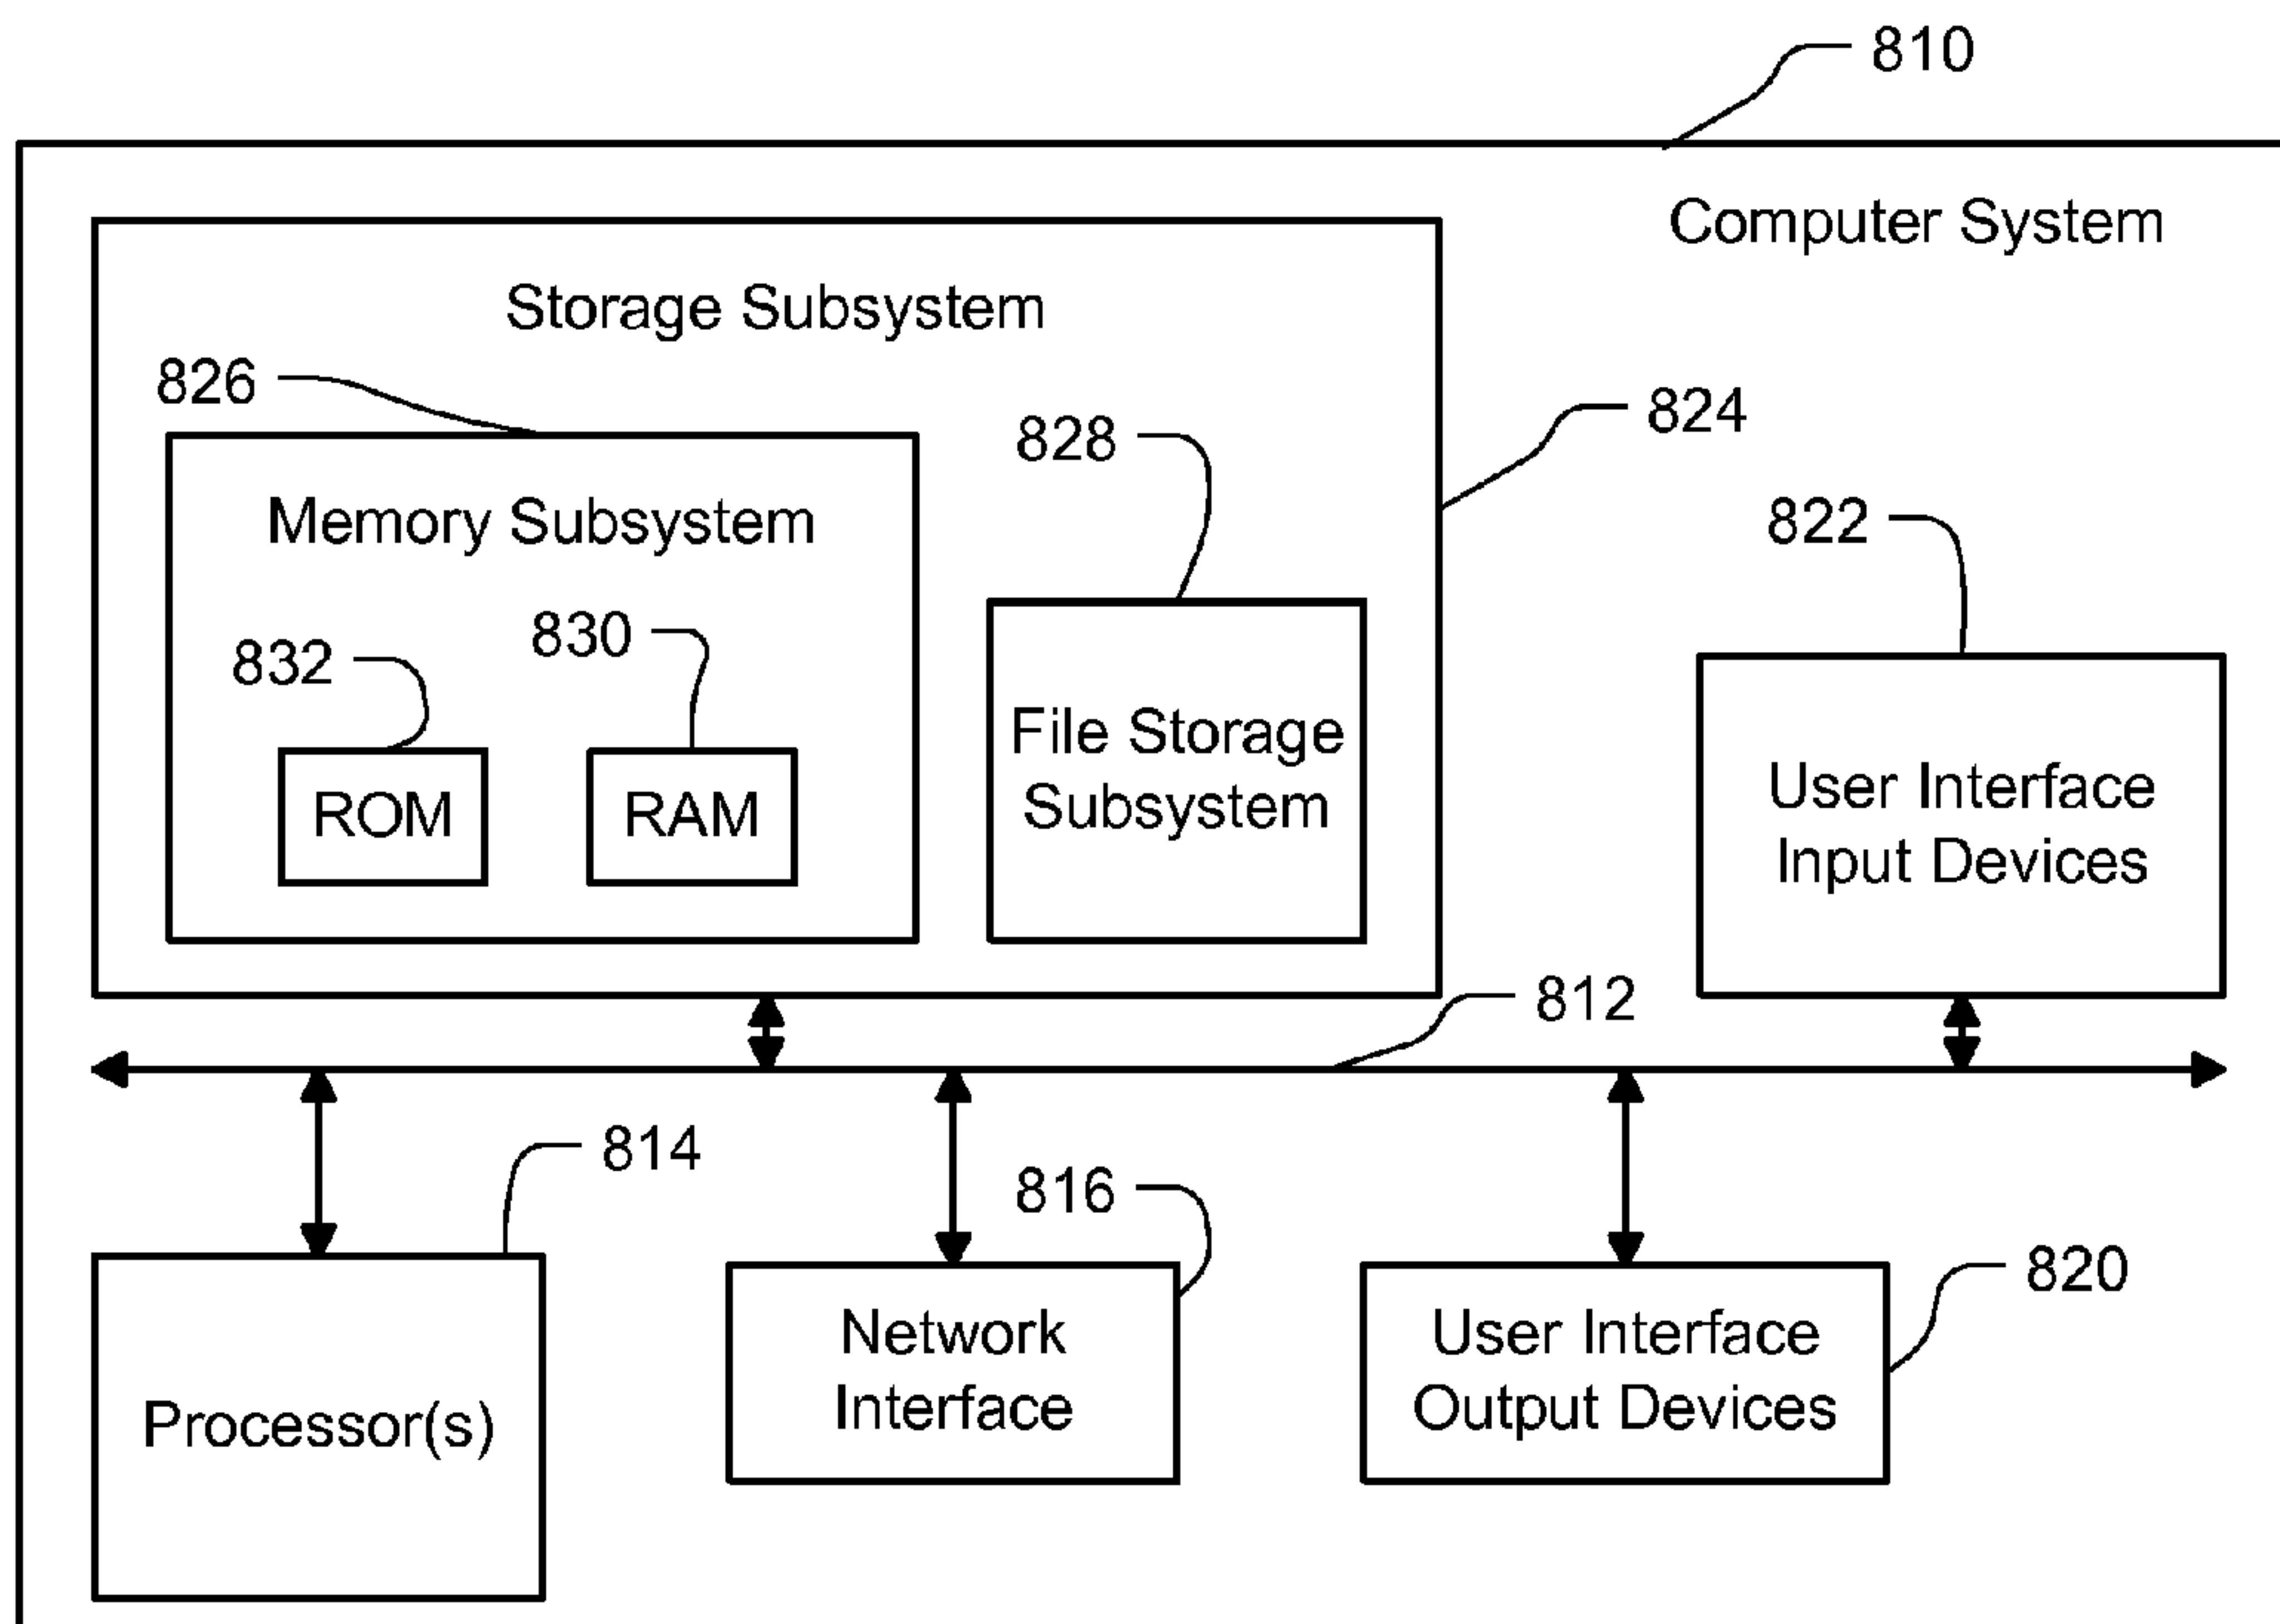 810
Computer System
Storage Subsystem
826
824
828
Memory Subsystem
822
830
832
File Storage
Subsystem
ROM
RAM
User Interface
Input Devices
812
814
816
820
Network
Interface
User Interface
Output Devices
Processor(s)